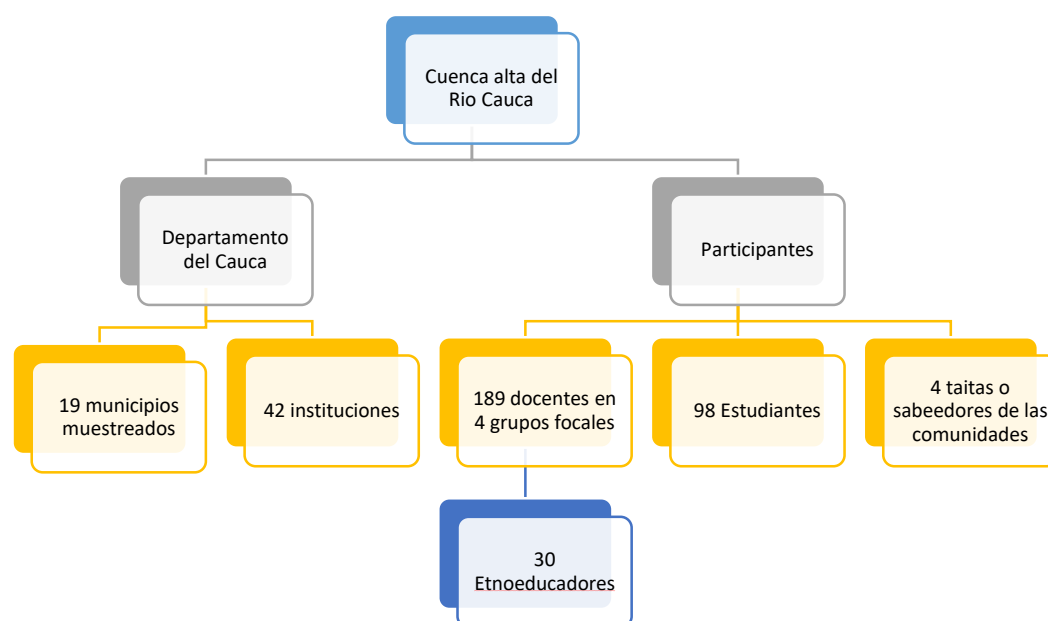 Cuenca alta del
Rio Cauca
Departamento
del Cauca
Participantes
19 municipios
muestreados
42 instituciones
189 docentes en
4 grupos focales
98 Estudiantes
4 taitas o
sabeedores de las
comunidades
30
Etnoeducadores